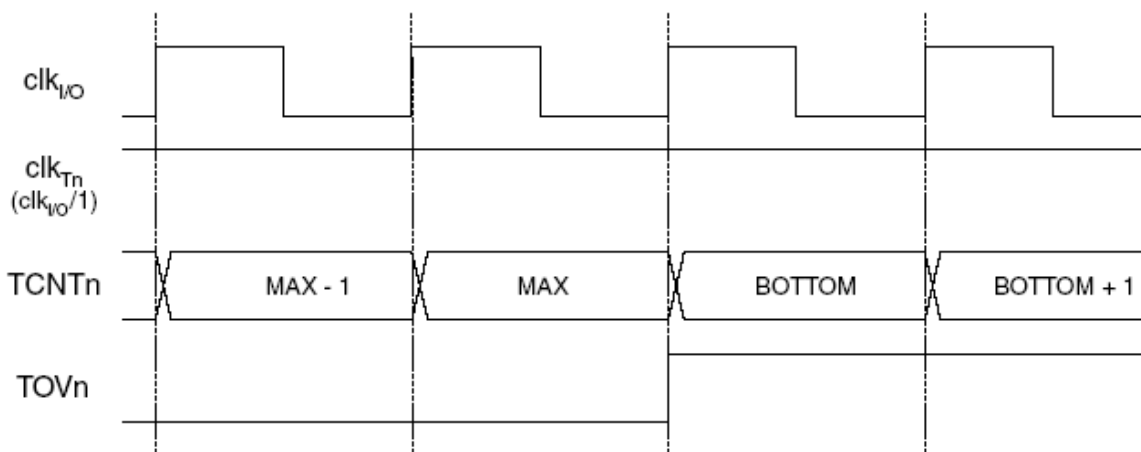 clkI/O
clkTn
(clkI/O/1)
TCNTn MAX - 1 MAX BOTTOM BOTTOM + 1
TOVn